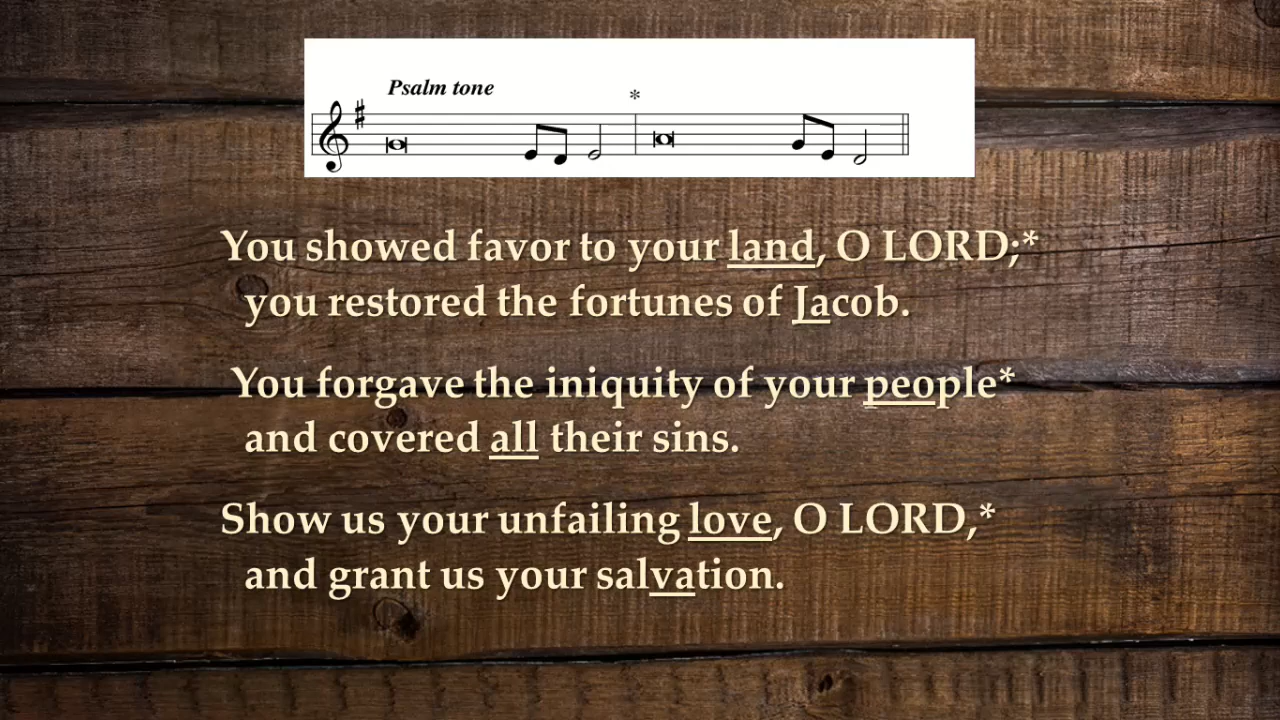 Psalm tone
*
You showed favor to your land, O LORD;*
you restored the fortunes of Jacob.
You forgave the iniquity of your people*
and covered all their sins.
Show us your unfailing love, O LORD,*
and grant us your salvation.